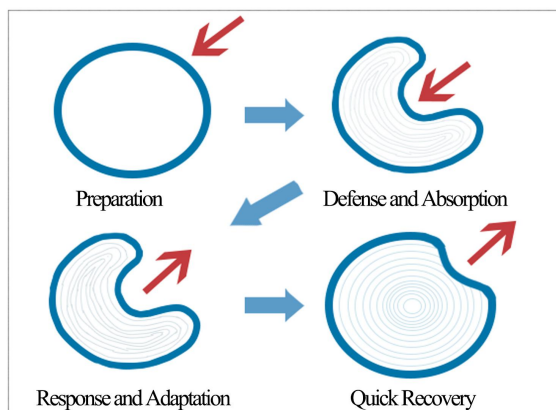 Preparation
Defense and Absorption
Response and Adaptation
Quick Recovery